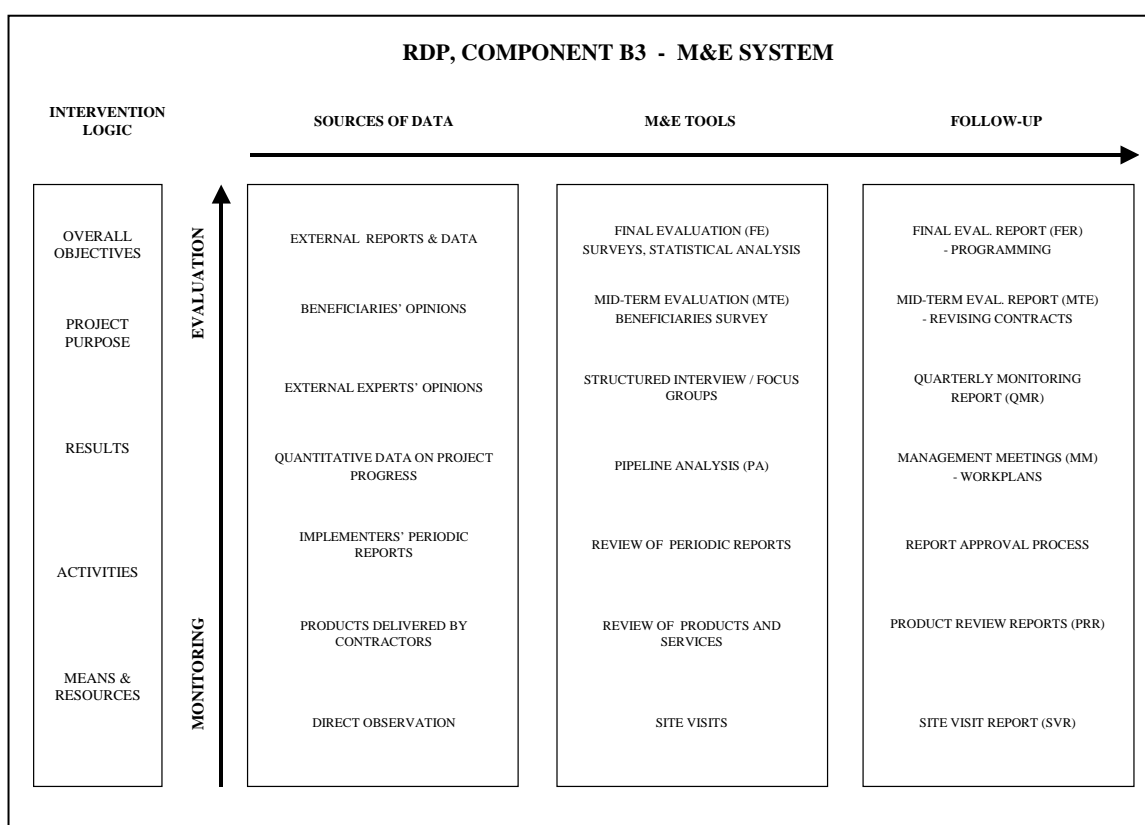 RDP, COMPONENT B3 - M&E SYSTEM
INTERVENTION
LOGIC
SOURCES OF DATA
M&E TOOLS
FOLLOW-UP
OVERALL
OBJECTIVES
PROJECT
PURPOSE
RESULTS
ACTIVITIES
MEANS &
RESOURCES
EVALUATION
MONITORING
EXTERNAL REPORTS & DATA
BENEFICIARIES’ OPINIONS
EXTERNAL EXPERTS’ OPINIONS
QUANTITATIVE DATA ON PROJECT
PROGRESS
IMPLEMENTERS’ PERIODIC
REPORTS
PRODUCTS DELIVERED BY
CONTRACTORS
DIRECT OBSERVATION
FINAL EVALUATION (FE)
SURVEYS, STATISTICAL ANALYSIS
MID-TERM EVALUATION (MTE)
BENEFICIARIES SURVEY
STRUCTURED INTERVIEW / FOCUS
GROUPS
PIPELINE ANALYSIS (PA)
REVIEW OF PERIODIC REPORTS
REVIEW OF PRODUCTS AND
SERVICES
SITE VISITS
FINAL EVAL. REPORT (FER)
- PROGRAMMING
MID-TERM EVAL. REPORT (MTE)
- REVISING CONTRACTS
QUARTERLY MONITORING
REPORT (QMR)
MANAGEMENT MEETINGS (MM)
- WORKPLANS
REPORT APPROVAL PROCESS
PRODUCT REVIEW REPORTS (PRR)
SITE VISIT REPORT (SVR)